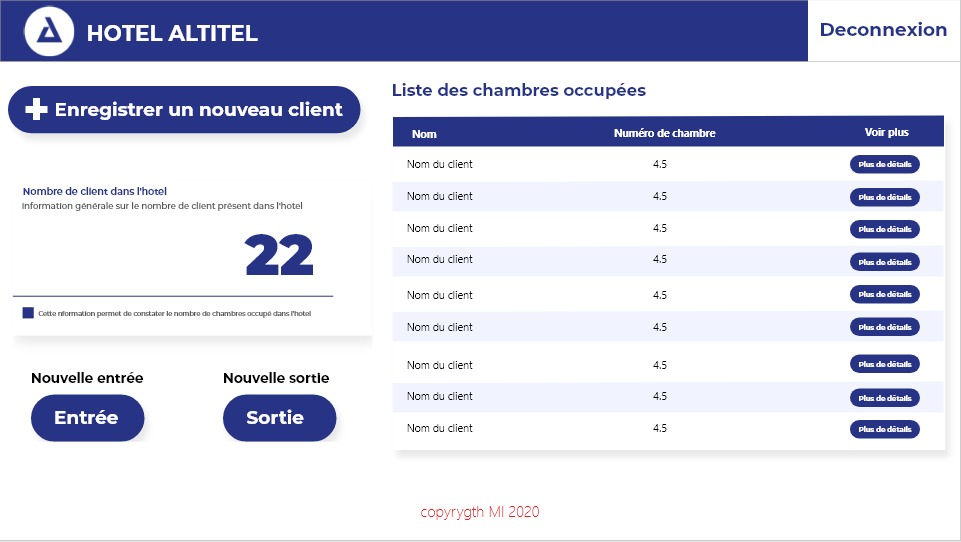 HOTEL ALTITEL
Deconnexion
Enregistrer un nouveau client
Nombre de client dans l'hotel
Information générale sur le nombre de client présent dans l'hotel
22
Cette nformation permet de constater le nombre de chambres occupé dans l'hotel
Nouvelle entrée
Nouvelle sortie
Entrée
Sortie
Liste des chambres occupées
Nom Numéro de chambre Voir plus
Nom du client 4.5 Plus de détails
Nom du client 4.5 Plus de détails
Nom du client 4.5 Plus de détails
Nom du client 4.5 Plus de détails
Nom du client 4.5 Plus de détails
Nom du client 4.5 Plus de détails
Nom du client 4.5 Plus de détails
Nom du client 4.5 Plus de détails
Nom du client 4.5 Plus de détails
copyrygth MI 2020